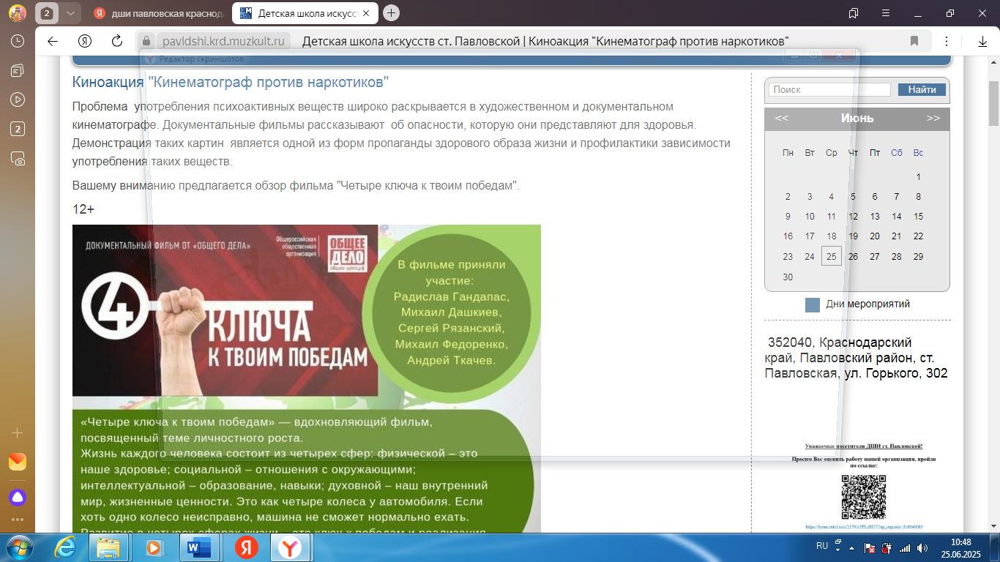 2
дши павловская краснод
Детская школа искусст
pavldshi.krd.muzkult.ru
Детская школа искусств ст. Павловской | Киноакция "Кинематограф против наркотиков"
Редактор скриншотов
2
Киноакция "Кинематограф против наркотиков"
Проблема употребления психоактивных веществ широко раскрывается в художественном и документальном
кинематографе. Документальные фильмы рассказывают об опасности, которую они представляют для здоровья.
Демонстрация таких картин является одной из форм пропаганды здорового образа жизни и профилактики зависимости
употребления таких веществ.
Вашему вниманию предлагается обзор фильма "Четыре ключа к твоим победам".
12+
ДОКУМЕНТАЛЬНЫЙ ФИЛЬМ ОТ «ОБЩЕГО ДЕЛА»
Общероссийская
общественная
организация
ОБЩЕЕ
ДЕЛО
общее-дело.рф
4
КЛЮЧА
К ТВОИМ ПОБЕДАМ
В фильме приняли
участие:
Радислав Гандапас,
Михаил Дашкиев,
Сергей Рязанский,
Михаил Федоренко,
Андрей Ткачев.
«Четыре ключа к твоим победам» — вдохновляющий фильм,
посвященный теме личностного роста.
Жизнь каждого человека состоит из четырех сфер: физической – это
наше здоровье; социальной – отношения с окружающими;
интеллектуальной – образование, навыки; духовной – наш внутренний
мир, жизненные ценности. Это как четыре колеса у автомобиля. Если
хоть одно колесо неисправно, машина не сможет нормально ехать.
Развитие в четырех сферах жизни – это ключ к победам и реализация
Поиск
Найти
<< Июнь >>
Пн Вт Ср Чт Пт Сб Вс
1
2 3 4 5 6 7 8
9 10 11 12 13 14 15
16 17 18 19 20 21 22
23 24 25 26 27 28 29
30
Дни мероприятий
352040, Краснодарский
край, Павловский район, ст.
Павловская, ул. Горького, 302
Уважаемые посетители ДШИ ст. Павловской!
Просим Вас оценить работу нашей организации, пройдя
по ссылке:
RU
10:48
25.06.2025